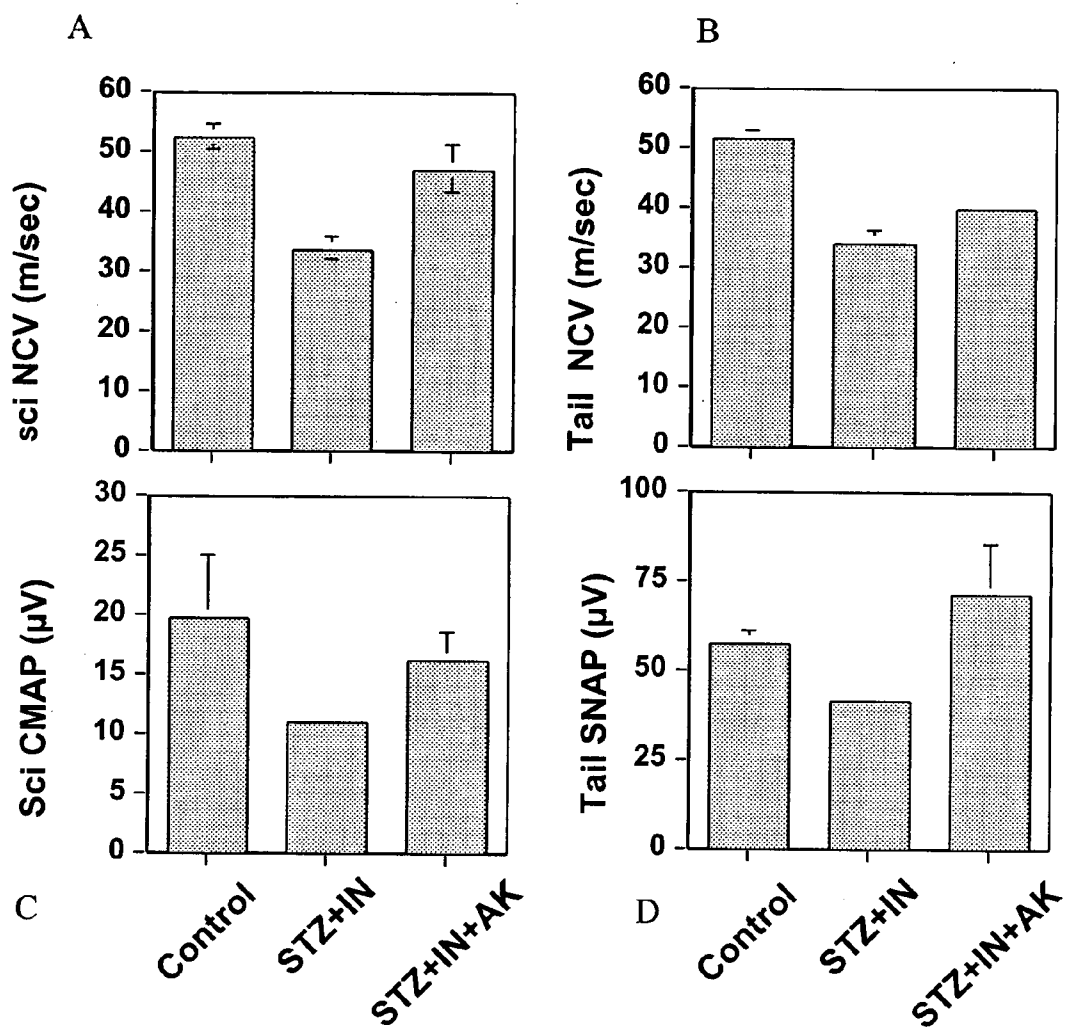 A
60
50
40
30
20
10
0
sci NCV (m/sec)
B
60
50
40
30
20
10
0
Tail NCV (m/sec)
30
25
20
15
10
5
0
Sci CMAP (µV)
C
Control
STZ+IN
STZ+IN+AK
100
75
50
25
0
Tail SNAP (µV)
D
Control
STZ+IN
STZ+IN+AK